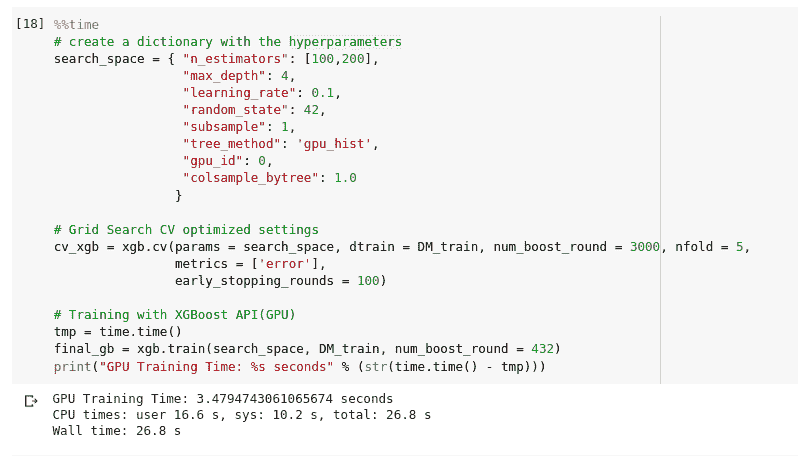 [18] %%time
# create a dictionary with the hyperparameters
search_space = { "n_estimators": [100,200],
"max_depth": 4,
"learning_rate": 0.1,
"random_state": 42,
"subsample": 1,
"tree_method": 'gpu_hist',
"gpu_id": 0,
"colsample_bytree": 1.0
}
# Grid Search CV optimized settings
cv_xgb = xgb.cv(params = search_space, dtrain = DM_train, num_boost_round = 3000, nfold = 5,
metrics = ['error'],
early_stopping_rounds = 100)
# Training with XGBoost API(GPU)
tmp = time.time()
final_gb = xgb.train(search_space, DM_train, num_boost_round = 432)
print("GPU Training Time: %s seconds" % (str(time.time() - tmp)))
GPU Training Time: 3.4794743061065674 seconds
CPU times: user 16.6 s, sys: 10.2 s, total: 26.8 s
Wall time: 26.8 s